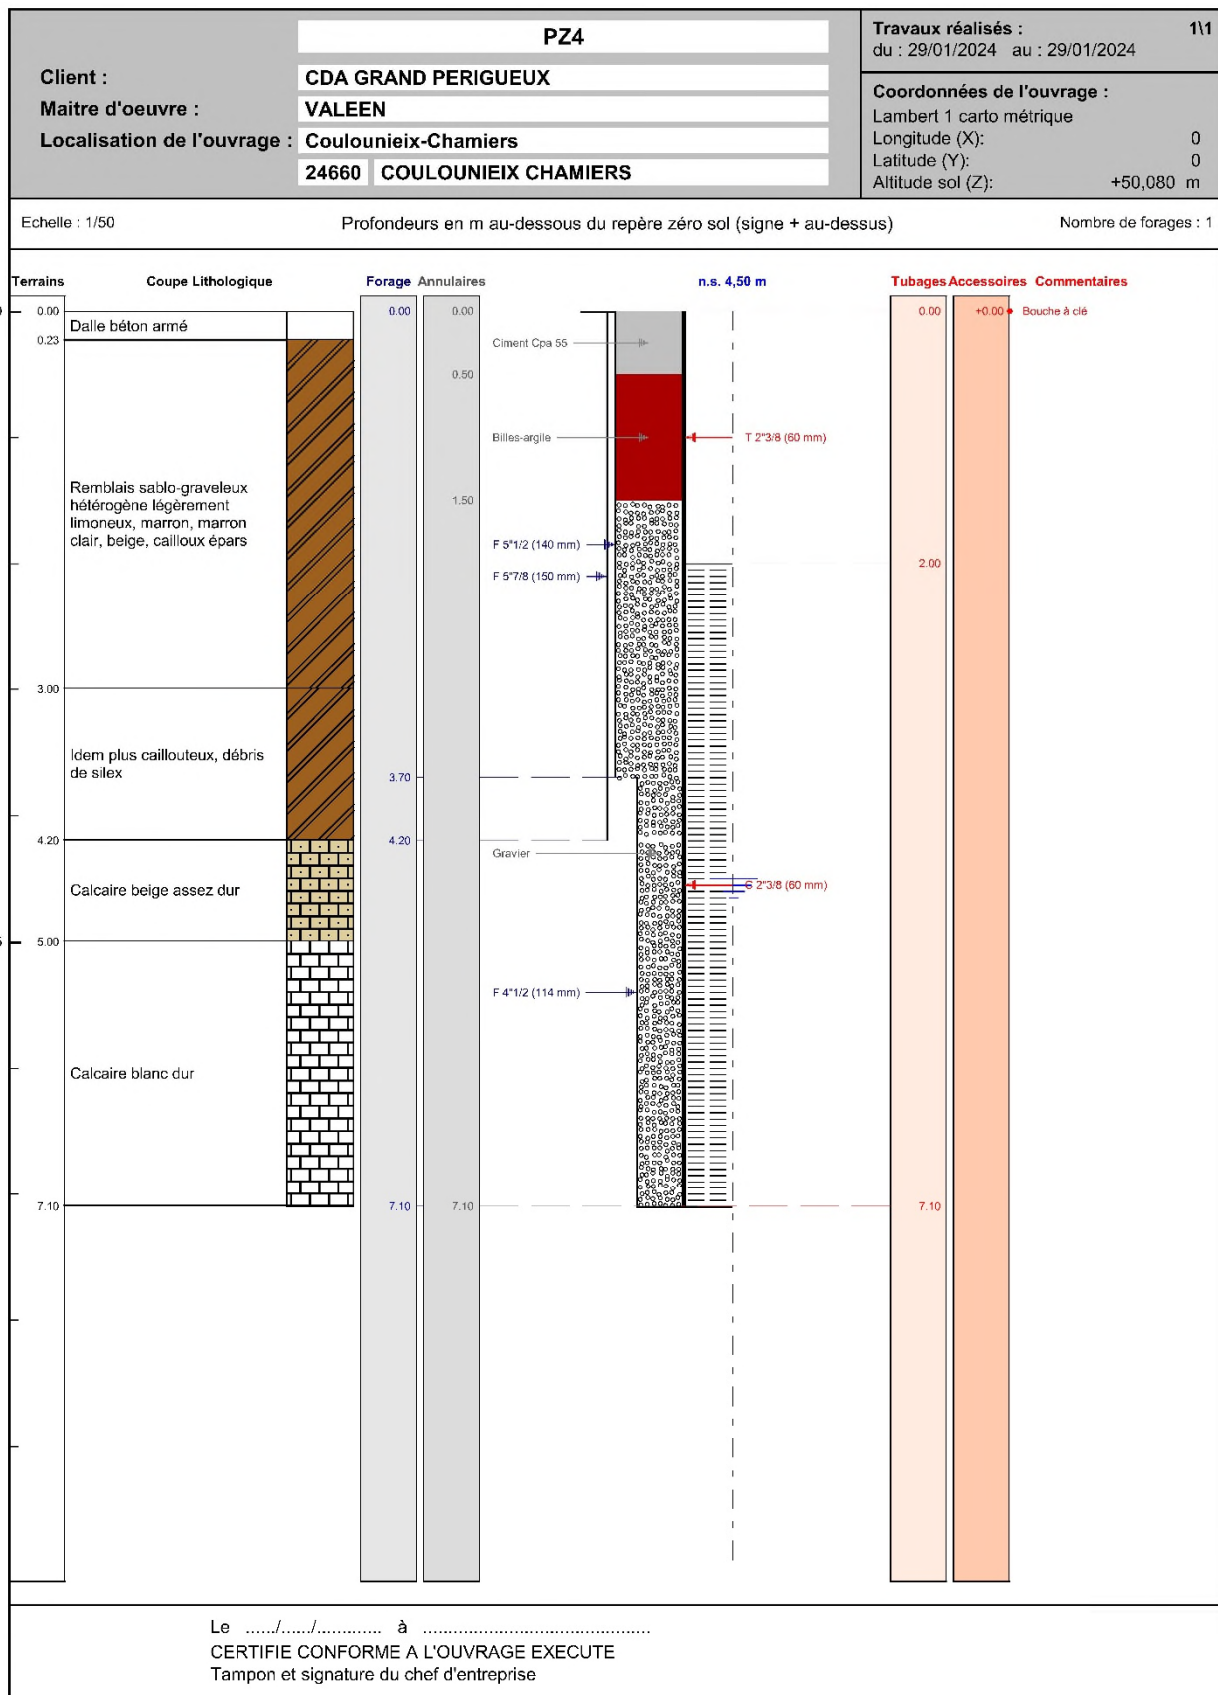 PZ4
Travaux réalisés : 1\1
du : 29/01/2024 au : 29/01/2024
Client : CDA GRAND PERIGUEUX
Maitre d'oeuvre : VALEEN
Localisation de l'ouvrage : Coulounieix-Chamiers
24660 COULOUNIEIX CHAMIERS
Coordonnées de l'ouvrage :
Lambert 1 carto métrique
Longitude (X): 0
Latitude (Y): 0
Altitude sol (Z): +50,080 m
Echelle : 1/50
Profondeurs en m au-dessous du repère zéro sol (signe + au-dessus)
Nombre de forages : 1
Terrains Coupe Lithologique Forage Annulaires n.s. 4,50 m Tubages Accessoires Commentaires
0.00 0.00 0.00 0.00 +0.00 Bouche à clé
Dalle béton armé
0.23
Ciment Cpa 55
0.50
Billes-argile
T 2"3/8 (60 mm)
Remblais sablo-graveleux
hétérogène légèrement
limoneux, marron, marron
clair, beige, cailloux épars
1.50
F 5"1/2 (140 mm)
2.00
F 5"7/8 (150 mm)
3.00
Idem plus caillouteux, débris
de silex
3.70
4.20 4.20
Gravier
Calcaire beige assez dur
2"3/8 (60 mm)
5.00
F 4"1/2 (114 mm)
Calcaire blanc dur
7.10 7.10 7.10 7.10
Le ....../....../............ à ..........................................
CERTIFIE CONFORME A L'OUVRAGE EXECUTE
Tampon et signature du chef d'entreprise